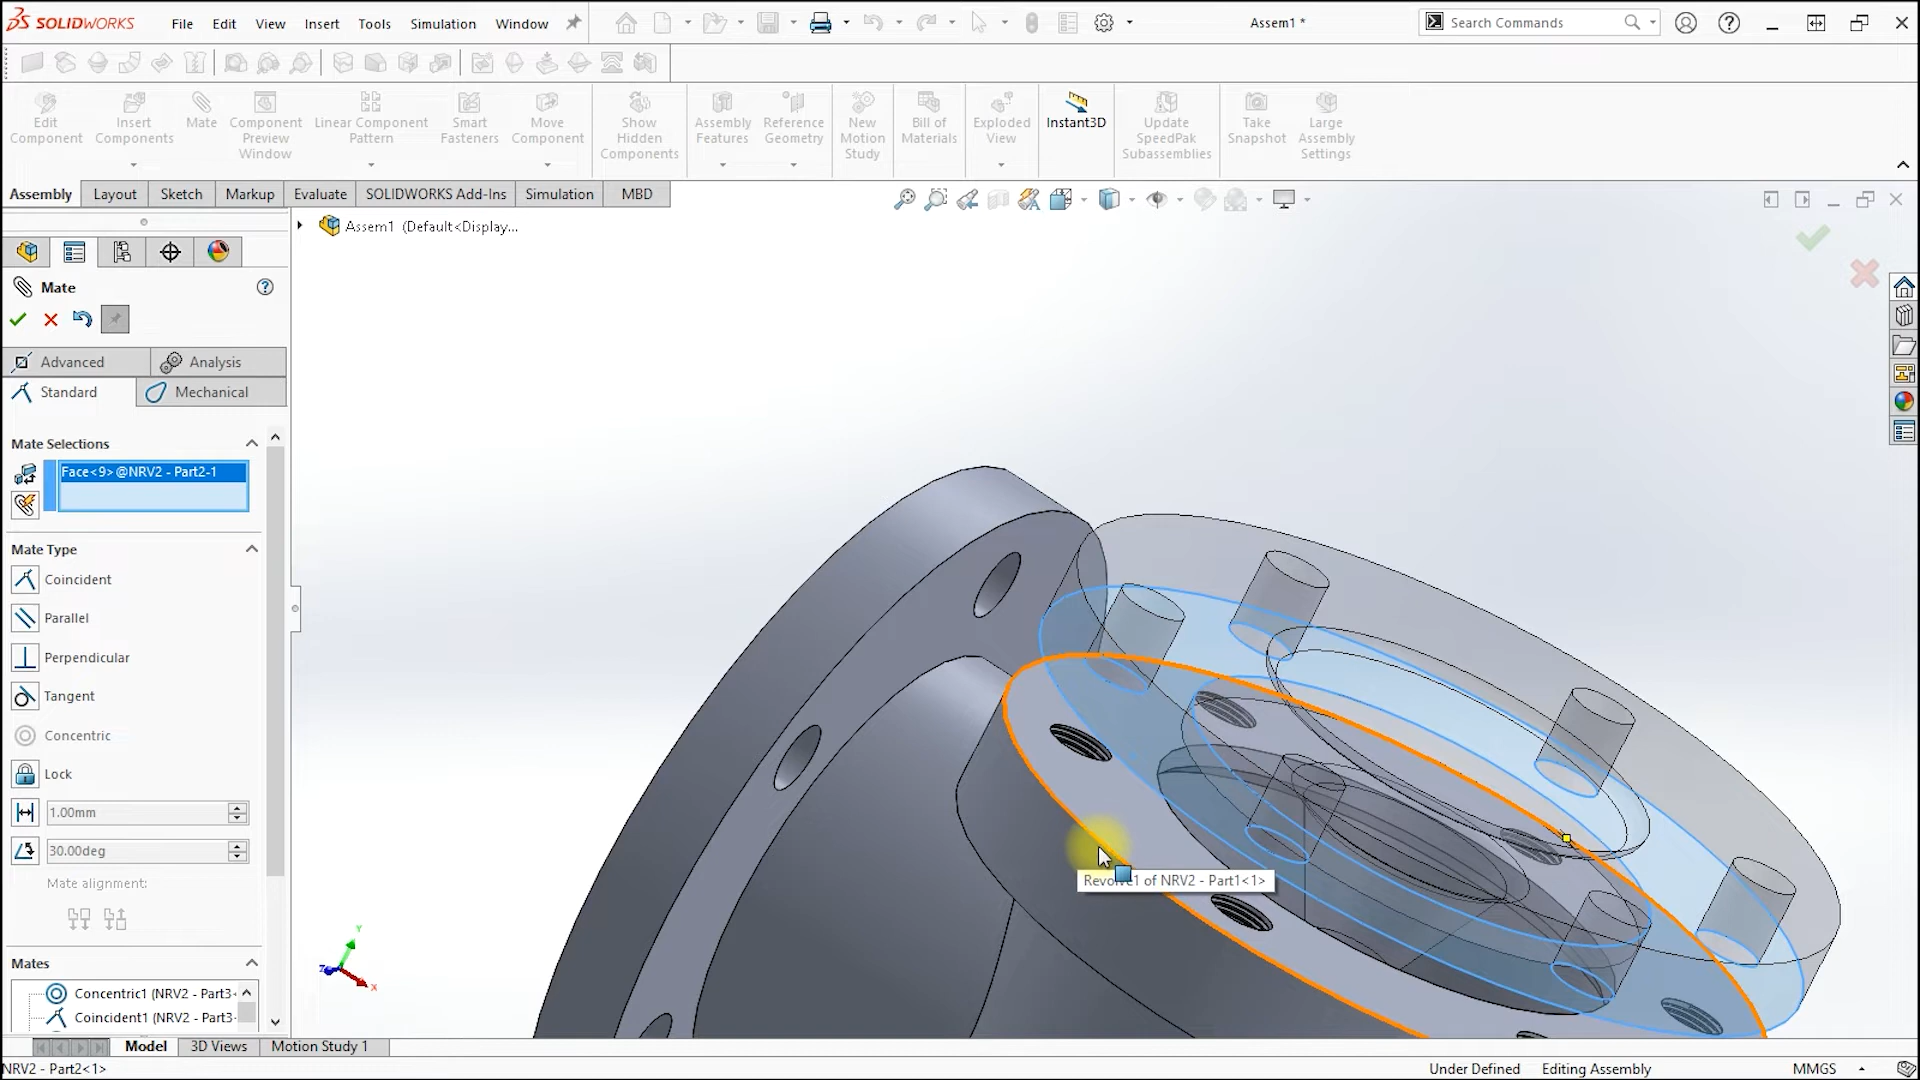 SOLIDWORKS File Edit View Insert Tools Simulation Window Assem1 * Search Commands
Edit Component
Insert Components
Mate
Component Preview Window
Linear Component Pattern
Smart Fasteners
Move Component
Show Hidden Components
Assembly Features
Reference Geometry
New Motion Study
Bill of Materials
Exploded View
Instant3D
Update SpeedPak Subassemblies
Take Snapshot
Large Assembly Settings
Assembly Layout Sketch Markup Evaluate SOLIDWORKS Add-Ins Simulation MBD
Assem1 (Default<Display...
Mate
Advanced Analysis
Standard Mechanical
Mate Selections
Face<9>@NRV2 - Part2-1
Mate Type
Coincident
Parallel
Perpendicular
Tangent
Concentric
Lock
1.00mm
30.00deg
Mate alignment:
Mates
Concentric1 (NRV2 - Part3
Coincident1 (NRV2 - Part3-
Revolve1 of NRV2 - Part1<1>
Y
Z
X
Model 3D Views Motion Study 1
NRV2 - Part2<1> Under Defined Editing Assembly MMGS